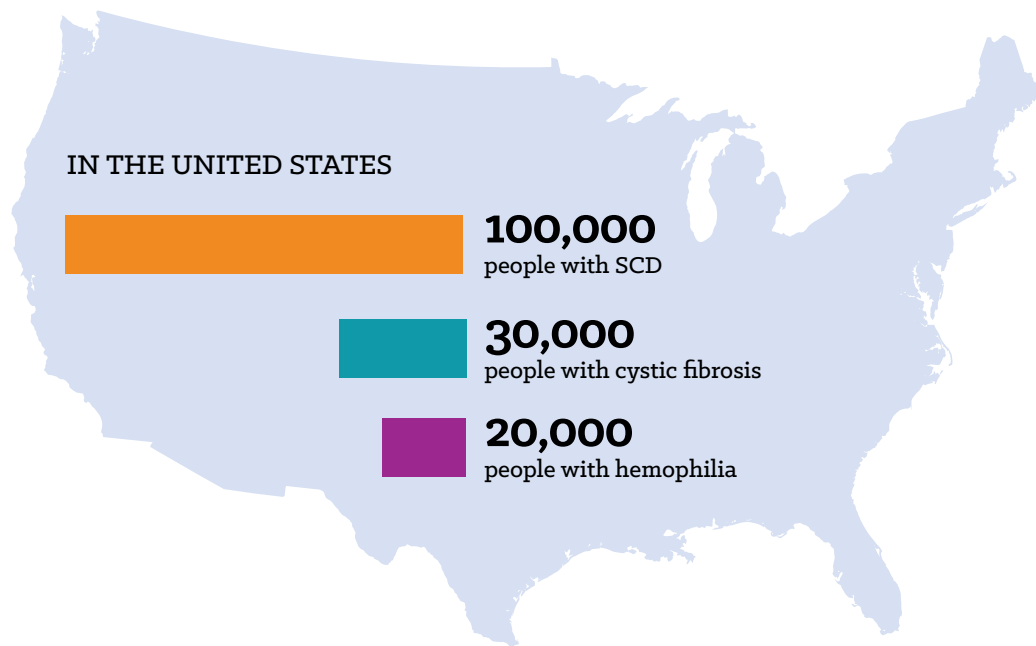 IN THE UNITED STATES
100,000
people with SCD
30,000
people with cystic fibrosis
20,000
people with hemophilia